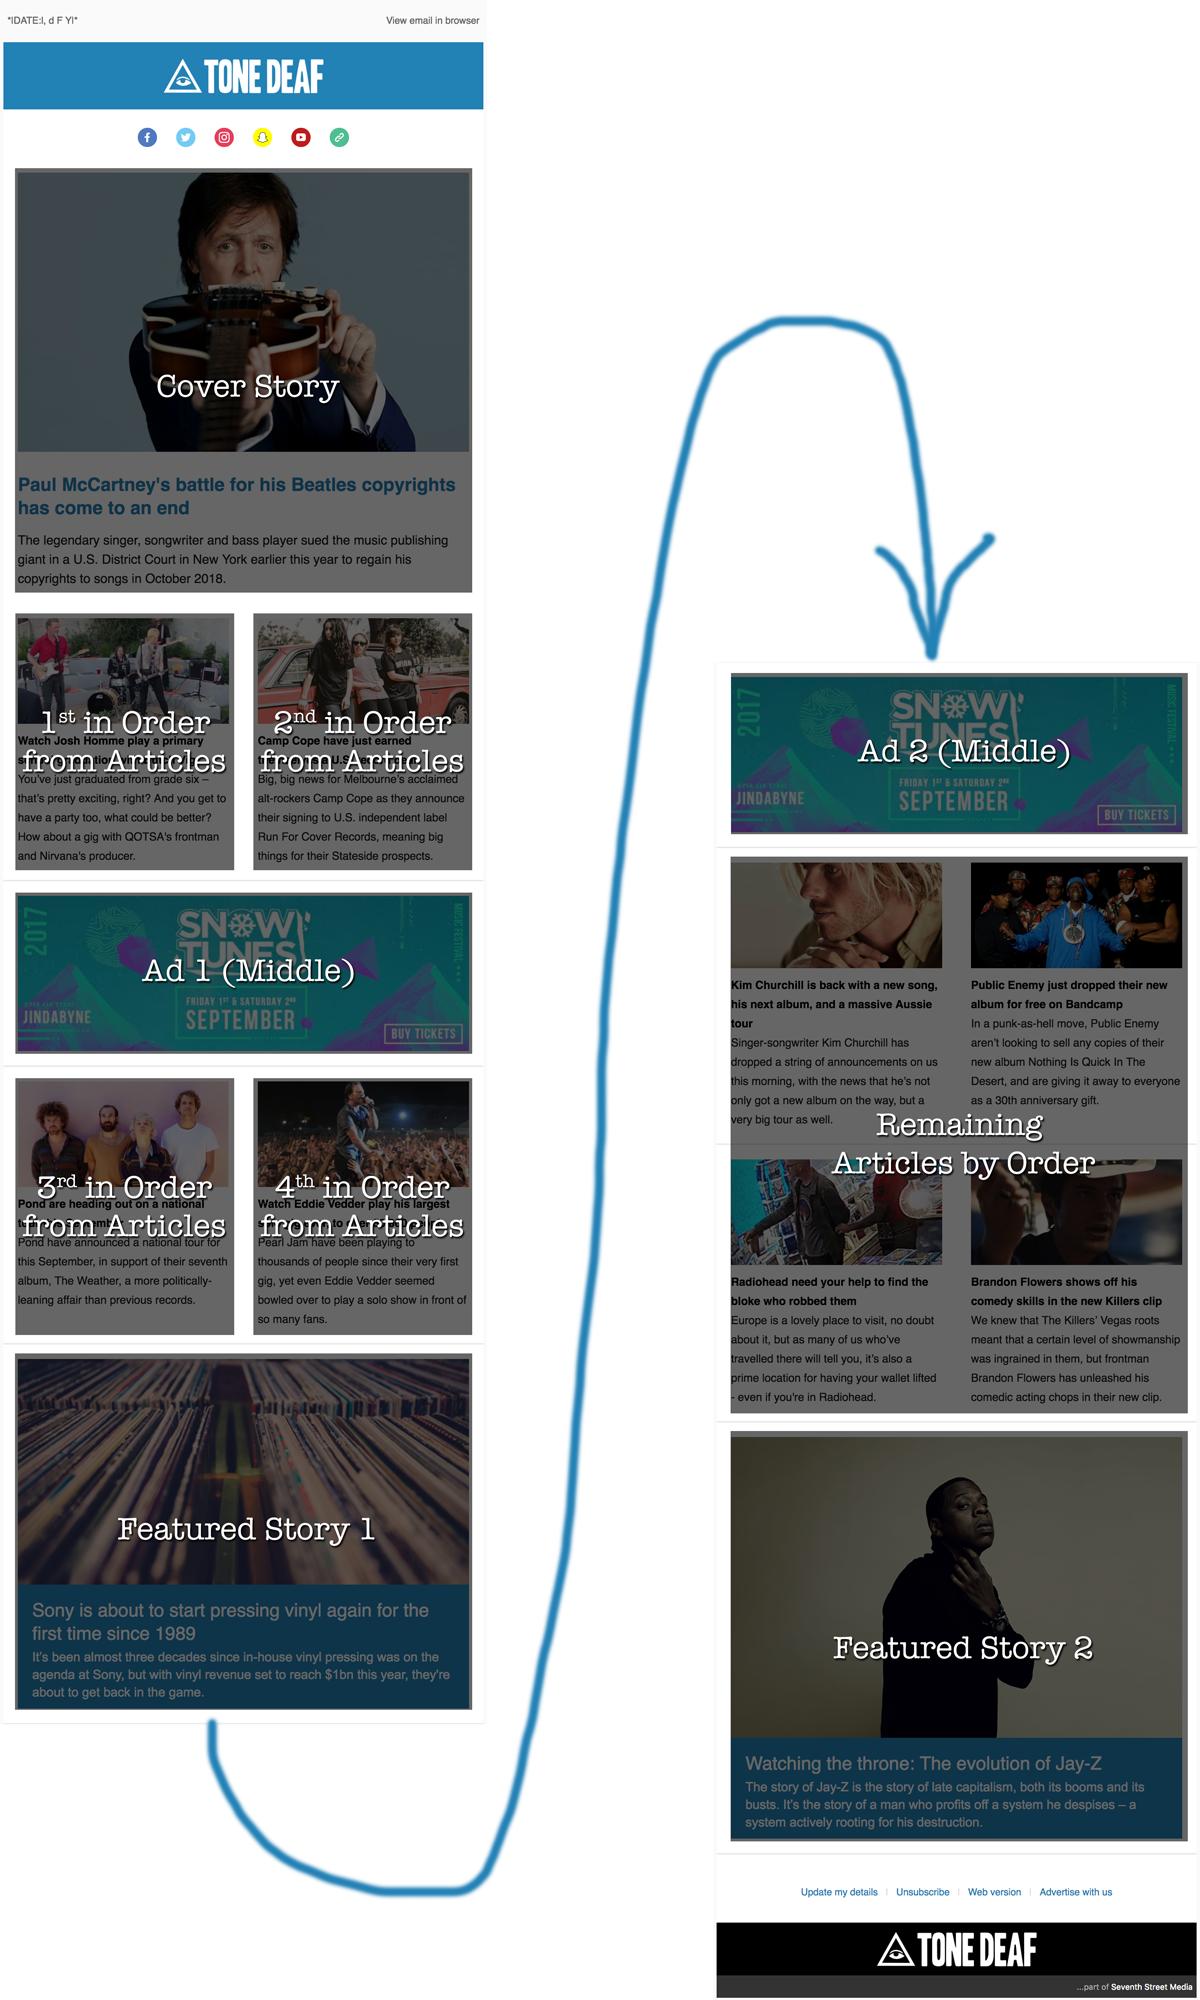 *|DATE:l, d F Y|*
View email in browser
TONE DEAF
Cover Story
Paul McCartney's battle for his Beatles copyrights
has come to an end
The legendary singer, songwriter and bass player sued the music publishing
giant in a U.S. District Court in New York earlier this year to regain his
copyrights to songs in October 2018.
1st in Order
from Articles
Watch Josh Homme play a primary
You've just graduated from grade six –
that's pretty exciting, right? And you get to
have a party too, what could be better?
How about a gig with QOTSA's frontman
and Nirvana's producer.
2nd in Order
from Articles
Camp Cope have just earned
Big, big news for Melbourne's acclaimed
alt-rockers Camp Cope as they announce
their signing to U.S. independent label
Run For Cover Records, meaning big
things for their Stateside prospects.
2017
SNOW
TUNES
MUSIC FESTIVAL
Ad 1 (Middle)
JINDABYNE
FRIDAY 1ST & SATURDAY 2ND
SEPTEMBER
BUY TICKETS
3rd in Order
from Articles
Pond are heading out on a national
Pond have announced a national tour for
this September, in support of their seventh
album, The Weather, a more politically-
leaning affair than previous records.
4th in Order
from Articles
Watch Eddie Vedder play his largest
Pearl Jam have been playing to
thousands of people since their very first
gig, yet even Eddie Vedder seemed
bowled over to play a solo show in front of
so many fans.
Featured Story 1
Sony is about to start pressing vinyl again for the
first time since 1989
It's been almost three decades since in-house vinyl pressing was on the
agenda at Sony, but with vinyl revenue set to reach $1bn this year, they're
about to get back in the game.
2017
SNOW
TUNES
MUSIC FESTIVAL
Ad 2 (Middle)
JINDABYNE
FRIDAY 1ST & SATURDAY 2ND
SEPTEMBER
BUY TICKETS
Kim Churchill is back with a new song,
his next album, and a massive Aussie
tour
Singer-songwriter Kim Churchill has
dropped a string of announcements on us
this morning, with the news that he's not
only got a new album on the way, but a
very big tour as well.
Public Enemy just dropped their new
album for free on Bandcamp
In a punk-as-hell move, Public Enemy
aren't looking to sell any copies of their
new album Nothing Is Quick In The
Desert, and are giving it away to everyone
as a 30th anniversary gift.
Remaining
Articles by Order
Radiohead need your help to find the
bloke who robbed them
Europe is a lovely place to visit, no doubt
about it, but as many of us who've
travelled there will tell you, it's also a
prime location for having your wallet lifted
- even if you're in Radiohead.
Brandon Flowers shows off his
comedy skills in the new Killers clip
We knew that The Killers' Vegas roots
meant that a certain level of showmanship
was ingrained in them, but frontman
Brandon Flowers has unleashed his
comedic acting chops in their new clip.
Featured Story 2
Watching the throne: The evolution of Jay-Z
The story of Jay-Z is the story of late capitalism, both its booms and its
busts. It's the story of a man who profits off a system he despises – a
system actively rooting for his destruction.
Update my details | Unsubscribe | Web version | Advertise with us
TONE DEAF
...part of Seventh Street Media